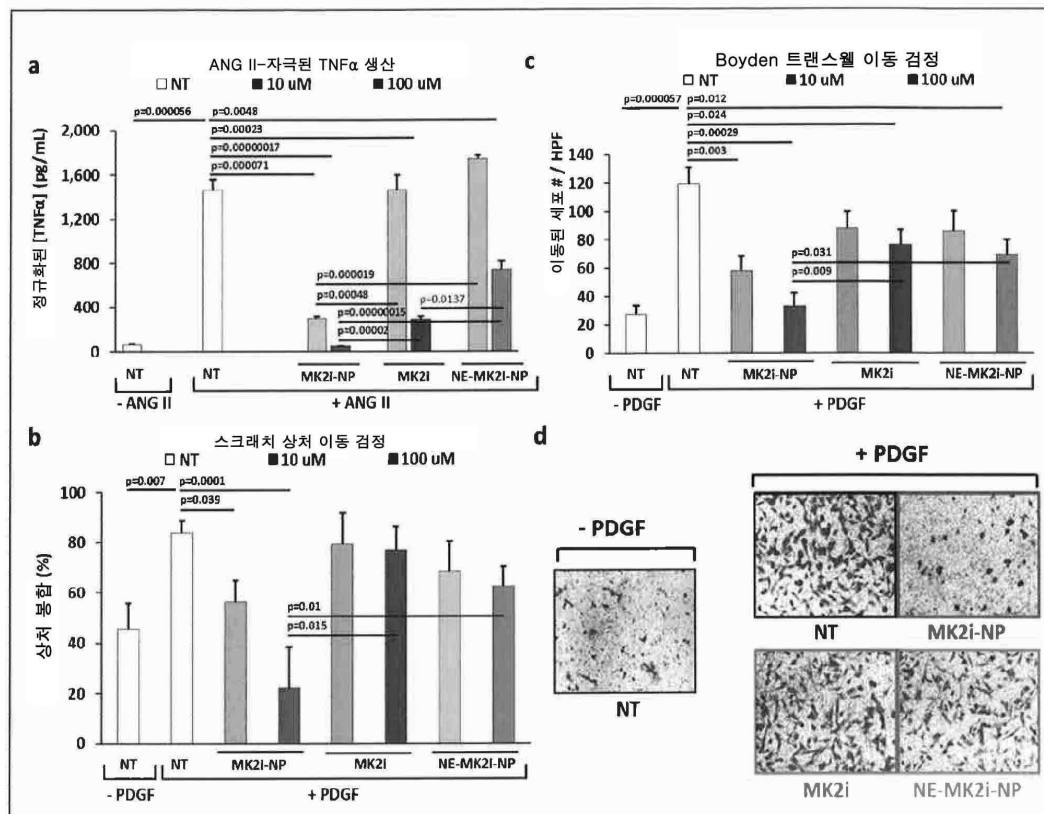 a
ANG II-자극된 TNFα 생산
NT
10 uM
100 uM
p=0.000056
p=0.0048
p=0.00023
p=0.00000017
p=0.000071
정규화된 [TNFα] (pg/mL)
2,000
1,600
1,200
800
400
0
p=0.000019
p=0.00048
p=0.0137
p=0.00000015
p=0.00002
NT
NT
MK2i-NP
MK2i
NE-MK2i-NP
- ANG II
+ ANG II
c
Boyden 트랜스웰 이동 검정
NT
10 uM
100 uM
p=0.000057
p=0.012
p=0.024
p=0.00029
p=0.003
이동된 세포 # / HPF
140
120
100
80
60
40
20
0
p=0.031
p=0.009
NT
NT
MK2i-NP
MK2i
NE-MK2i-NP
- PDGF
+ PDGF
b
스크래치 상처 이동 검정
NT
10 uM
100 uM
p=0.007
p=0.0001
p=0.039
상처 봉합 (%)
100
80
60
40
20
0
p=0.01
p=0.015
NT
NT
MK2i-NP
MK2i
NE-MK2i-NP
- PDGF
+ PDGF
d
+ PDGF
- PDGF
NT
NT
MK2i-NP
MK2i
NE-MK2i-NP